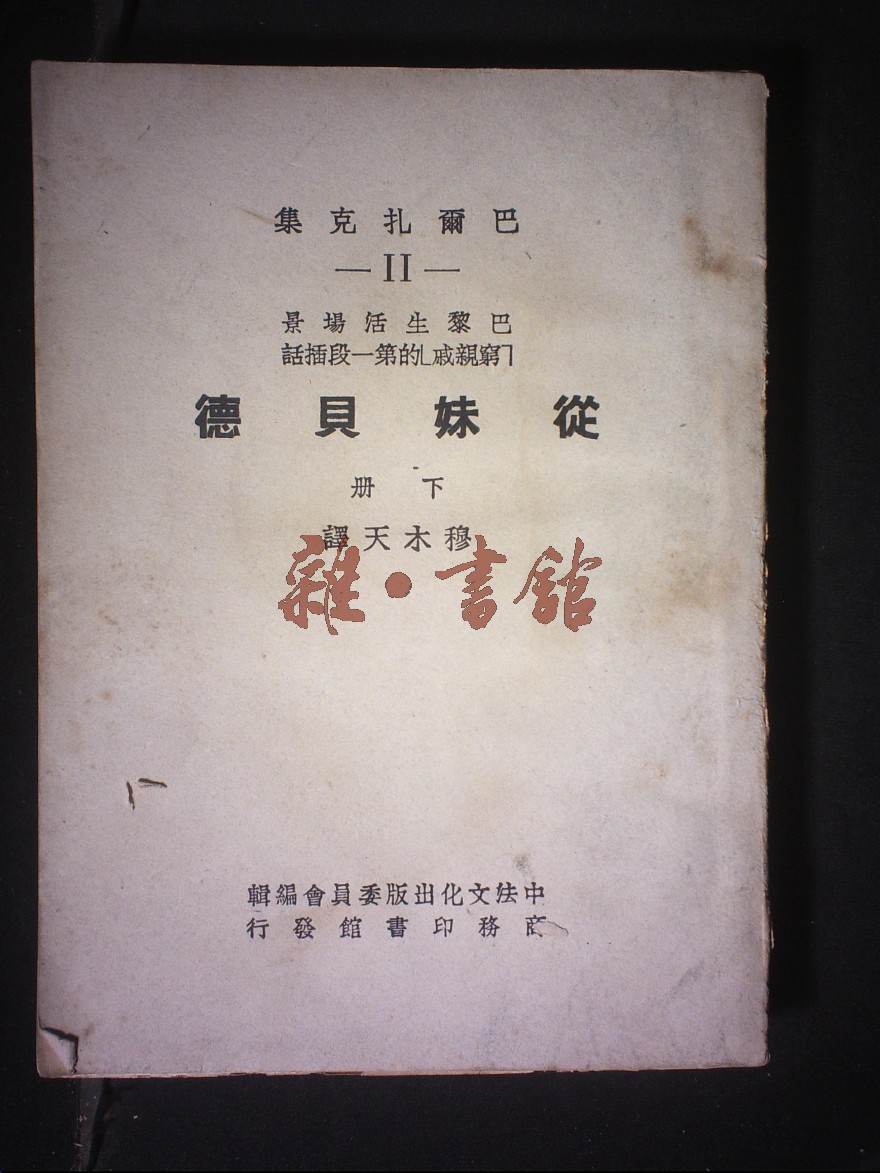 巴爾扎克集
—II—
巴黎生活場景
「窮親戚」的第一段插話
從妹貝德
下册
穆木天譯
雜·書館
中法文化出版委員會編輯
商務印書館發行